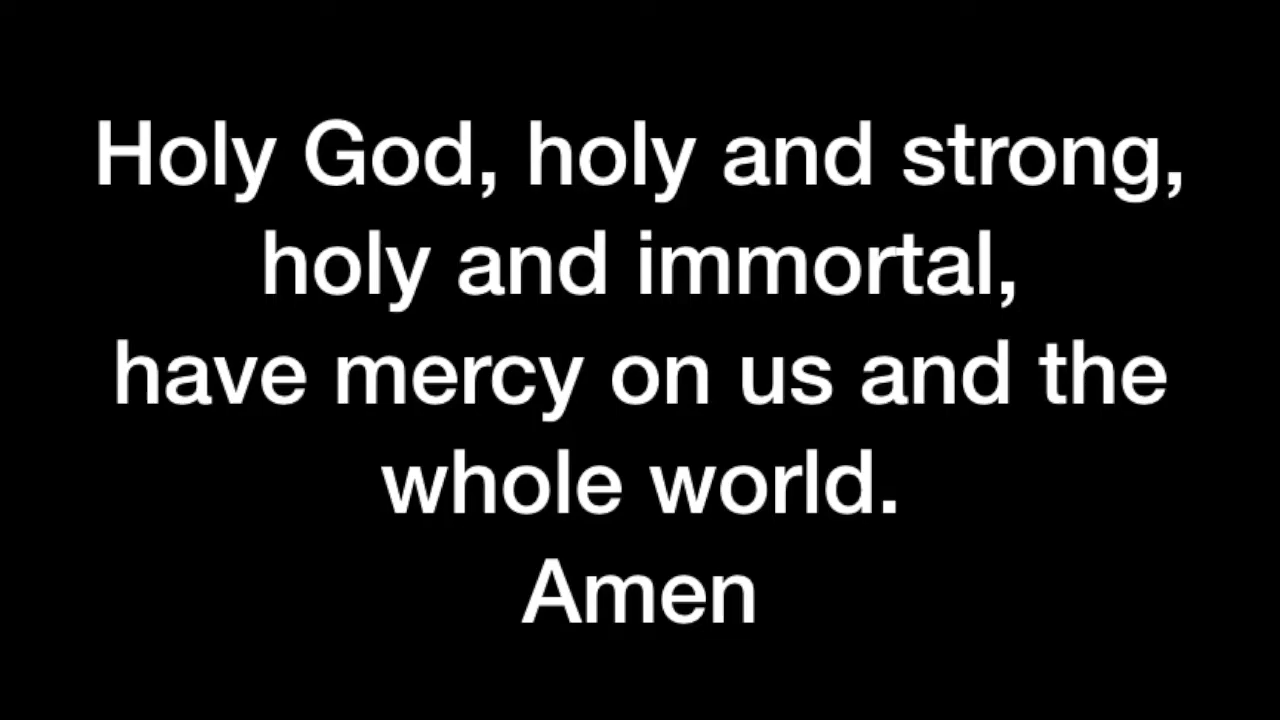 Holy God, holy and strong,
holy and immortal,
have mercy on us and the
whole world.
Amen